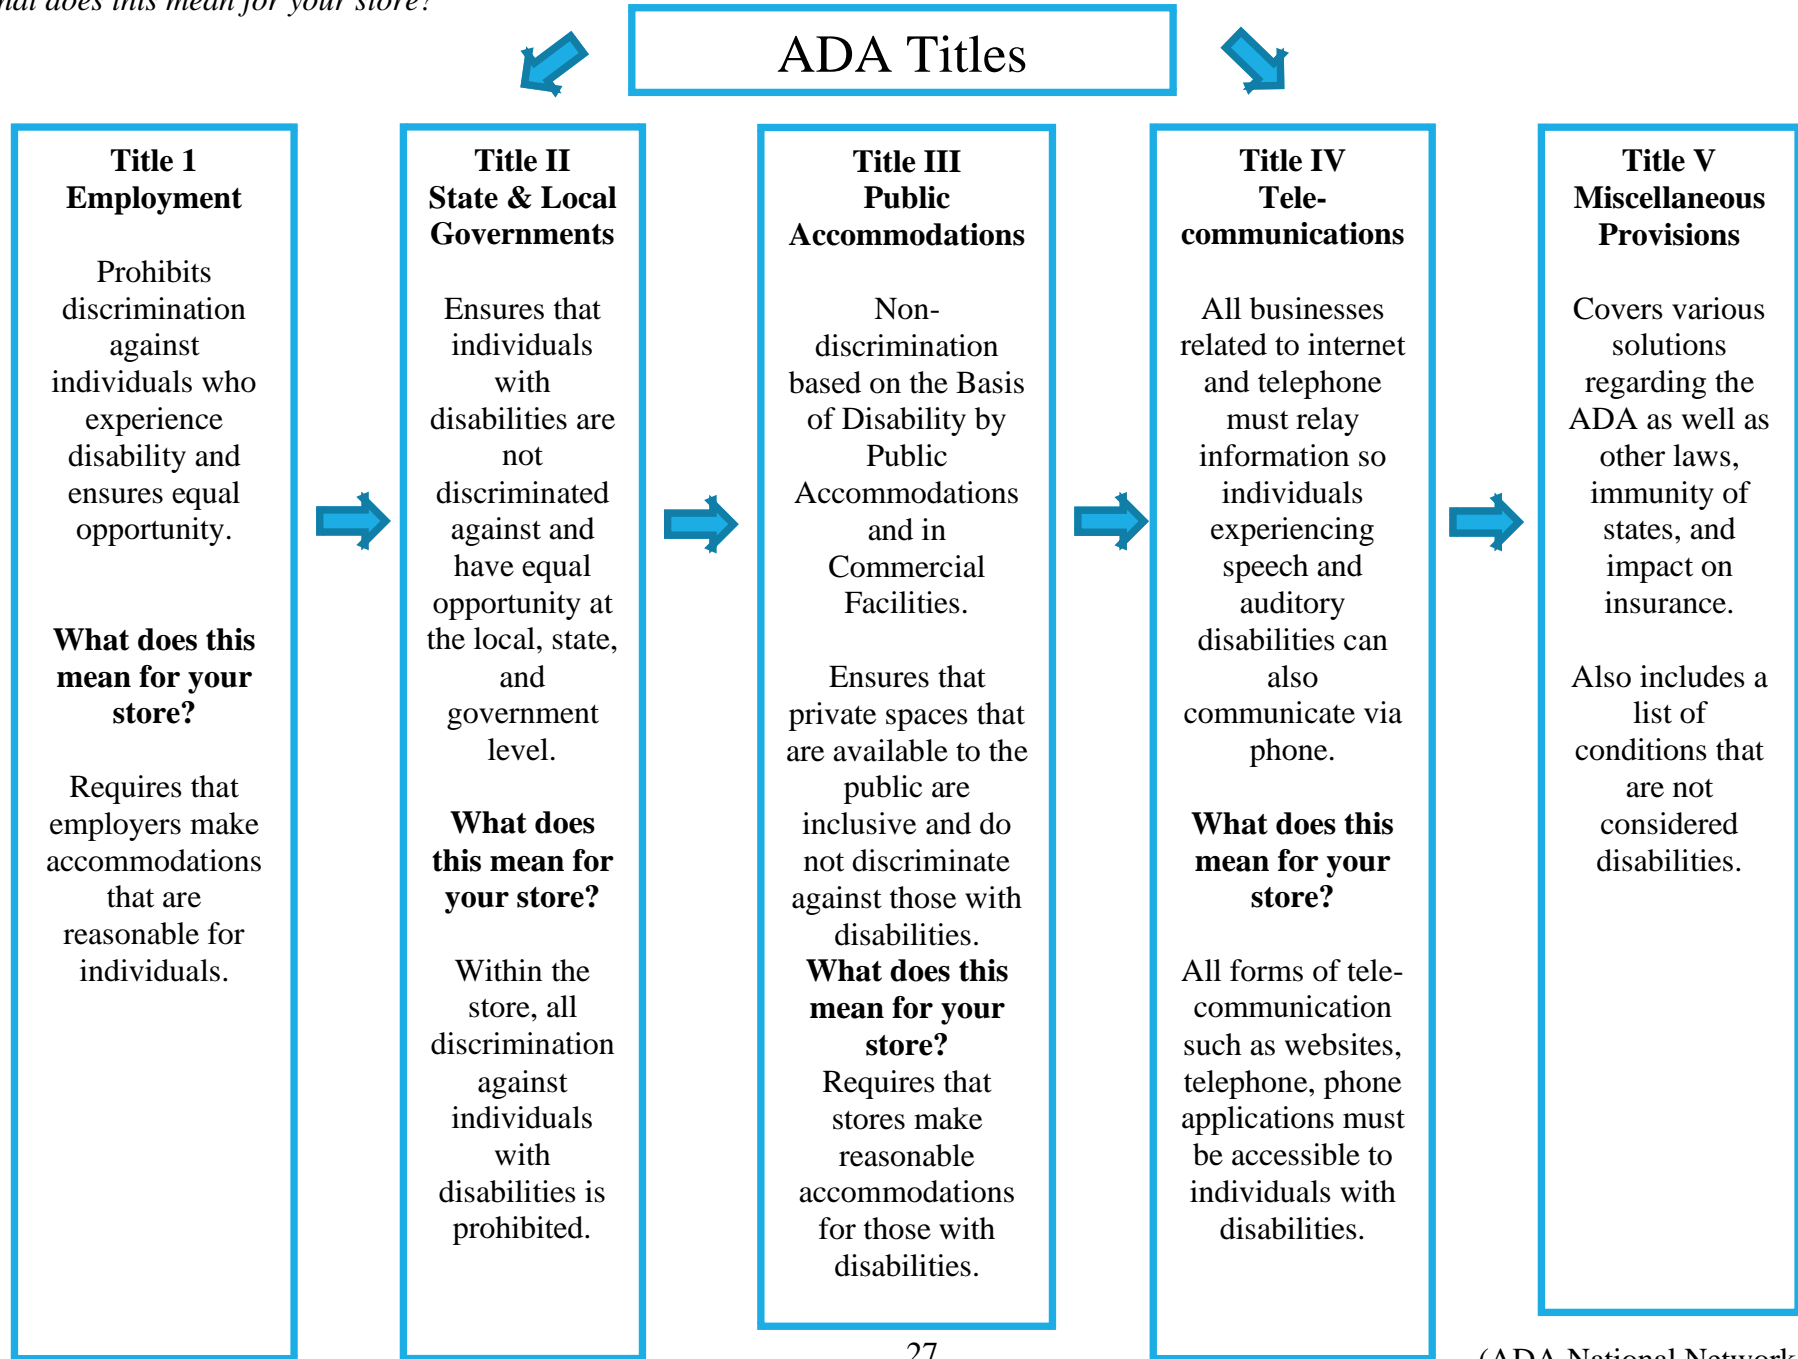 what does this mean for your store?
ADA Titles
Title 1
Employment
Prohibits
discrimination
against
individuals who
experience
disability and
ensures equal
opportunity.
What does this
mean for your
store?
Requires that
employers make
accommodations
that are
reasonable for
individuals.
Title II
State & Local
Governments
Ensures that
individuals
with
disabilities are
not
discriminated
against and
have equal
opportunity at
the local, state,
and
government
level.
What does
this mean for
your store?
Within the
store, all
discrimination
against
individuals
with
disabilities is
prohibited.
Title III
Public
Accommodations
Non-
discrimination
based on the Basis
of Disability by
Public
Accommodations
and in
Commercial
Facilities.
Ensures that
private spaces that
are available to the
public are
inclusive and do
not discriminate
against those with
disabilities.
What does this
mean for your
store?
Requires that
stores make
reasonable
accommodations
for those with
disabilities.
Title IV
Tele-
communications
All businesses
related to internet
and telephone
must relay
information so
individuals
experiencing
speech and
auditory
disabilities can
also
communicate via
phone.
What does this
mean for your
store?
All forms of tele-
communication
such as websites,
telephone, phone
applications must
be accessible to
individuals with
disabilities.
Title V
Miscellaneous
Provisions
Covers various
solutions
regarding the
ADA as well as
other laws,
immunity of
states, and
impact on
insurance.
Also includes a
list of
conditions that
are not
considered
disabilities.
27
(ADA National Network